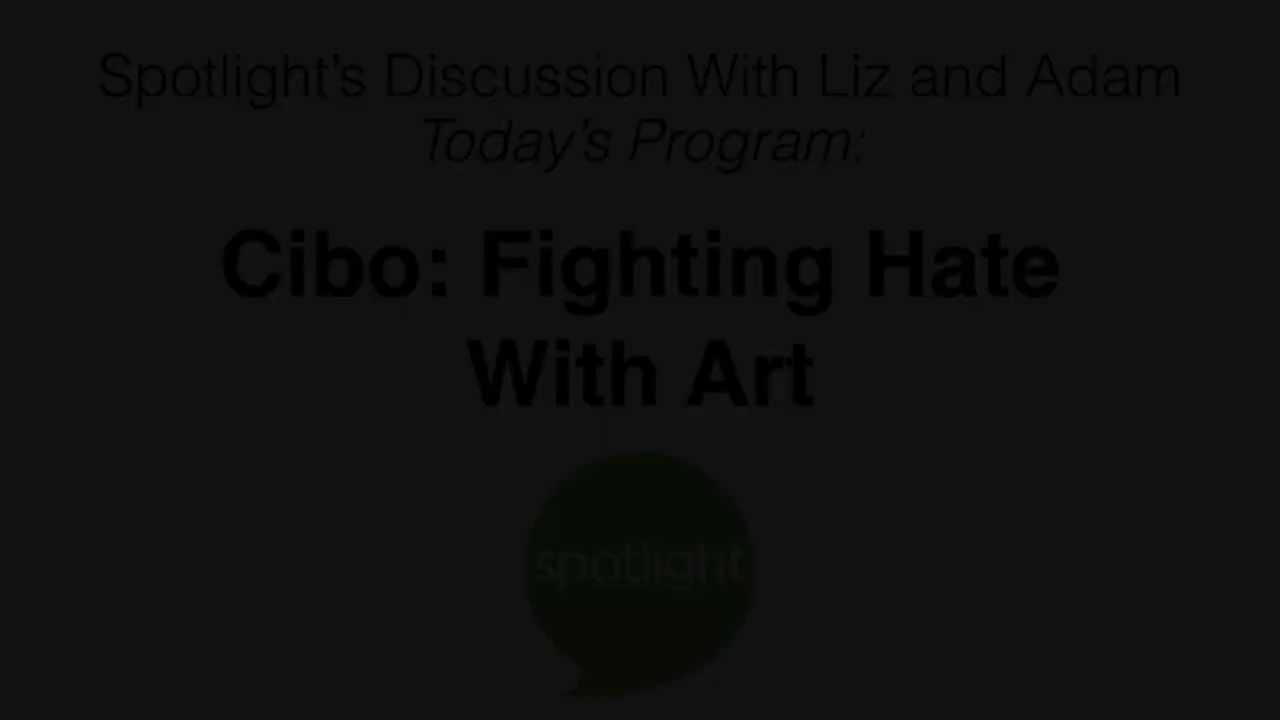 Spotlight's Discussion With Liz and Adam
Today's Program:
Cibo: Fighting Hate
With Art
spotlight